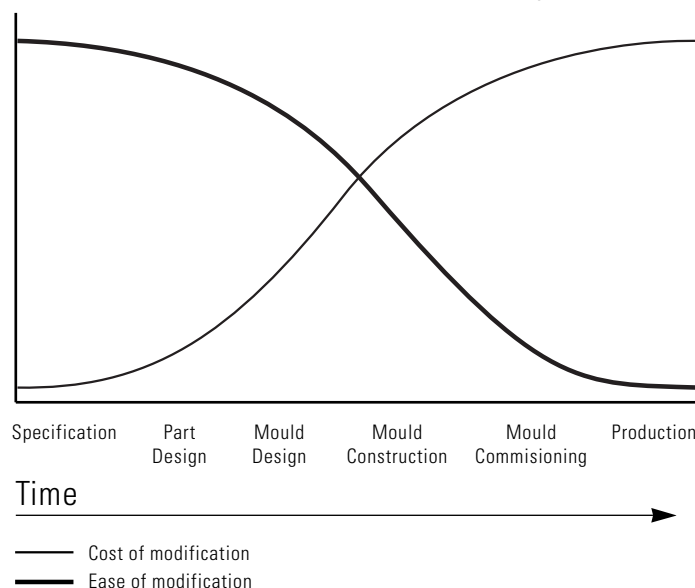 Specification
Part
Design
Mould
Design
Mould
Construction
Mould
Commisioning
Production
Time
Cost of modification
Ease of modification